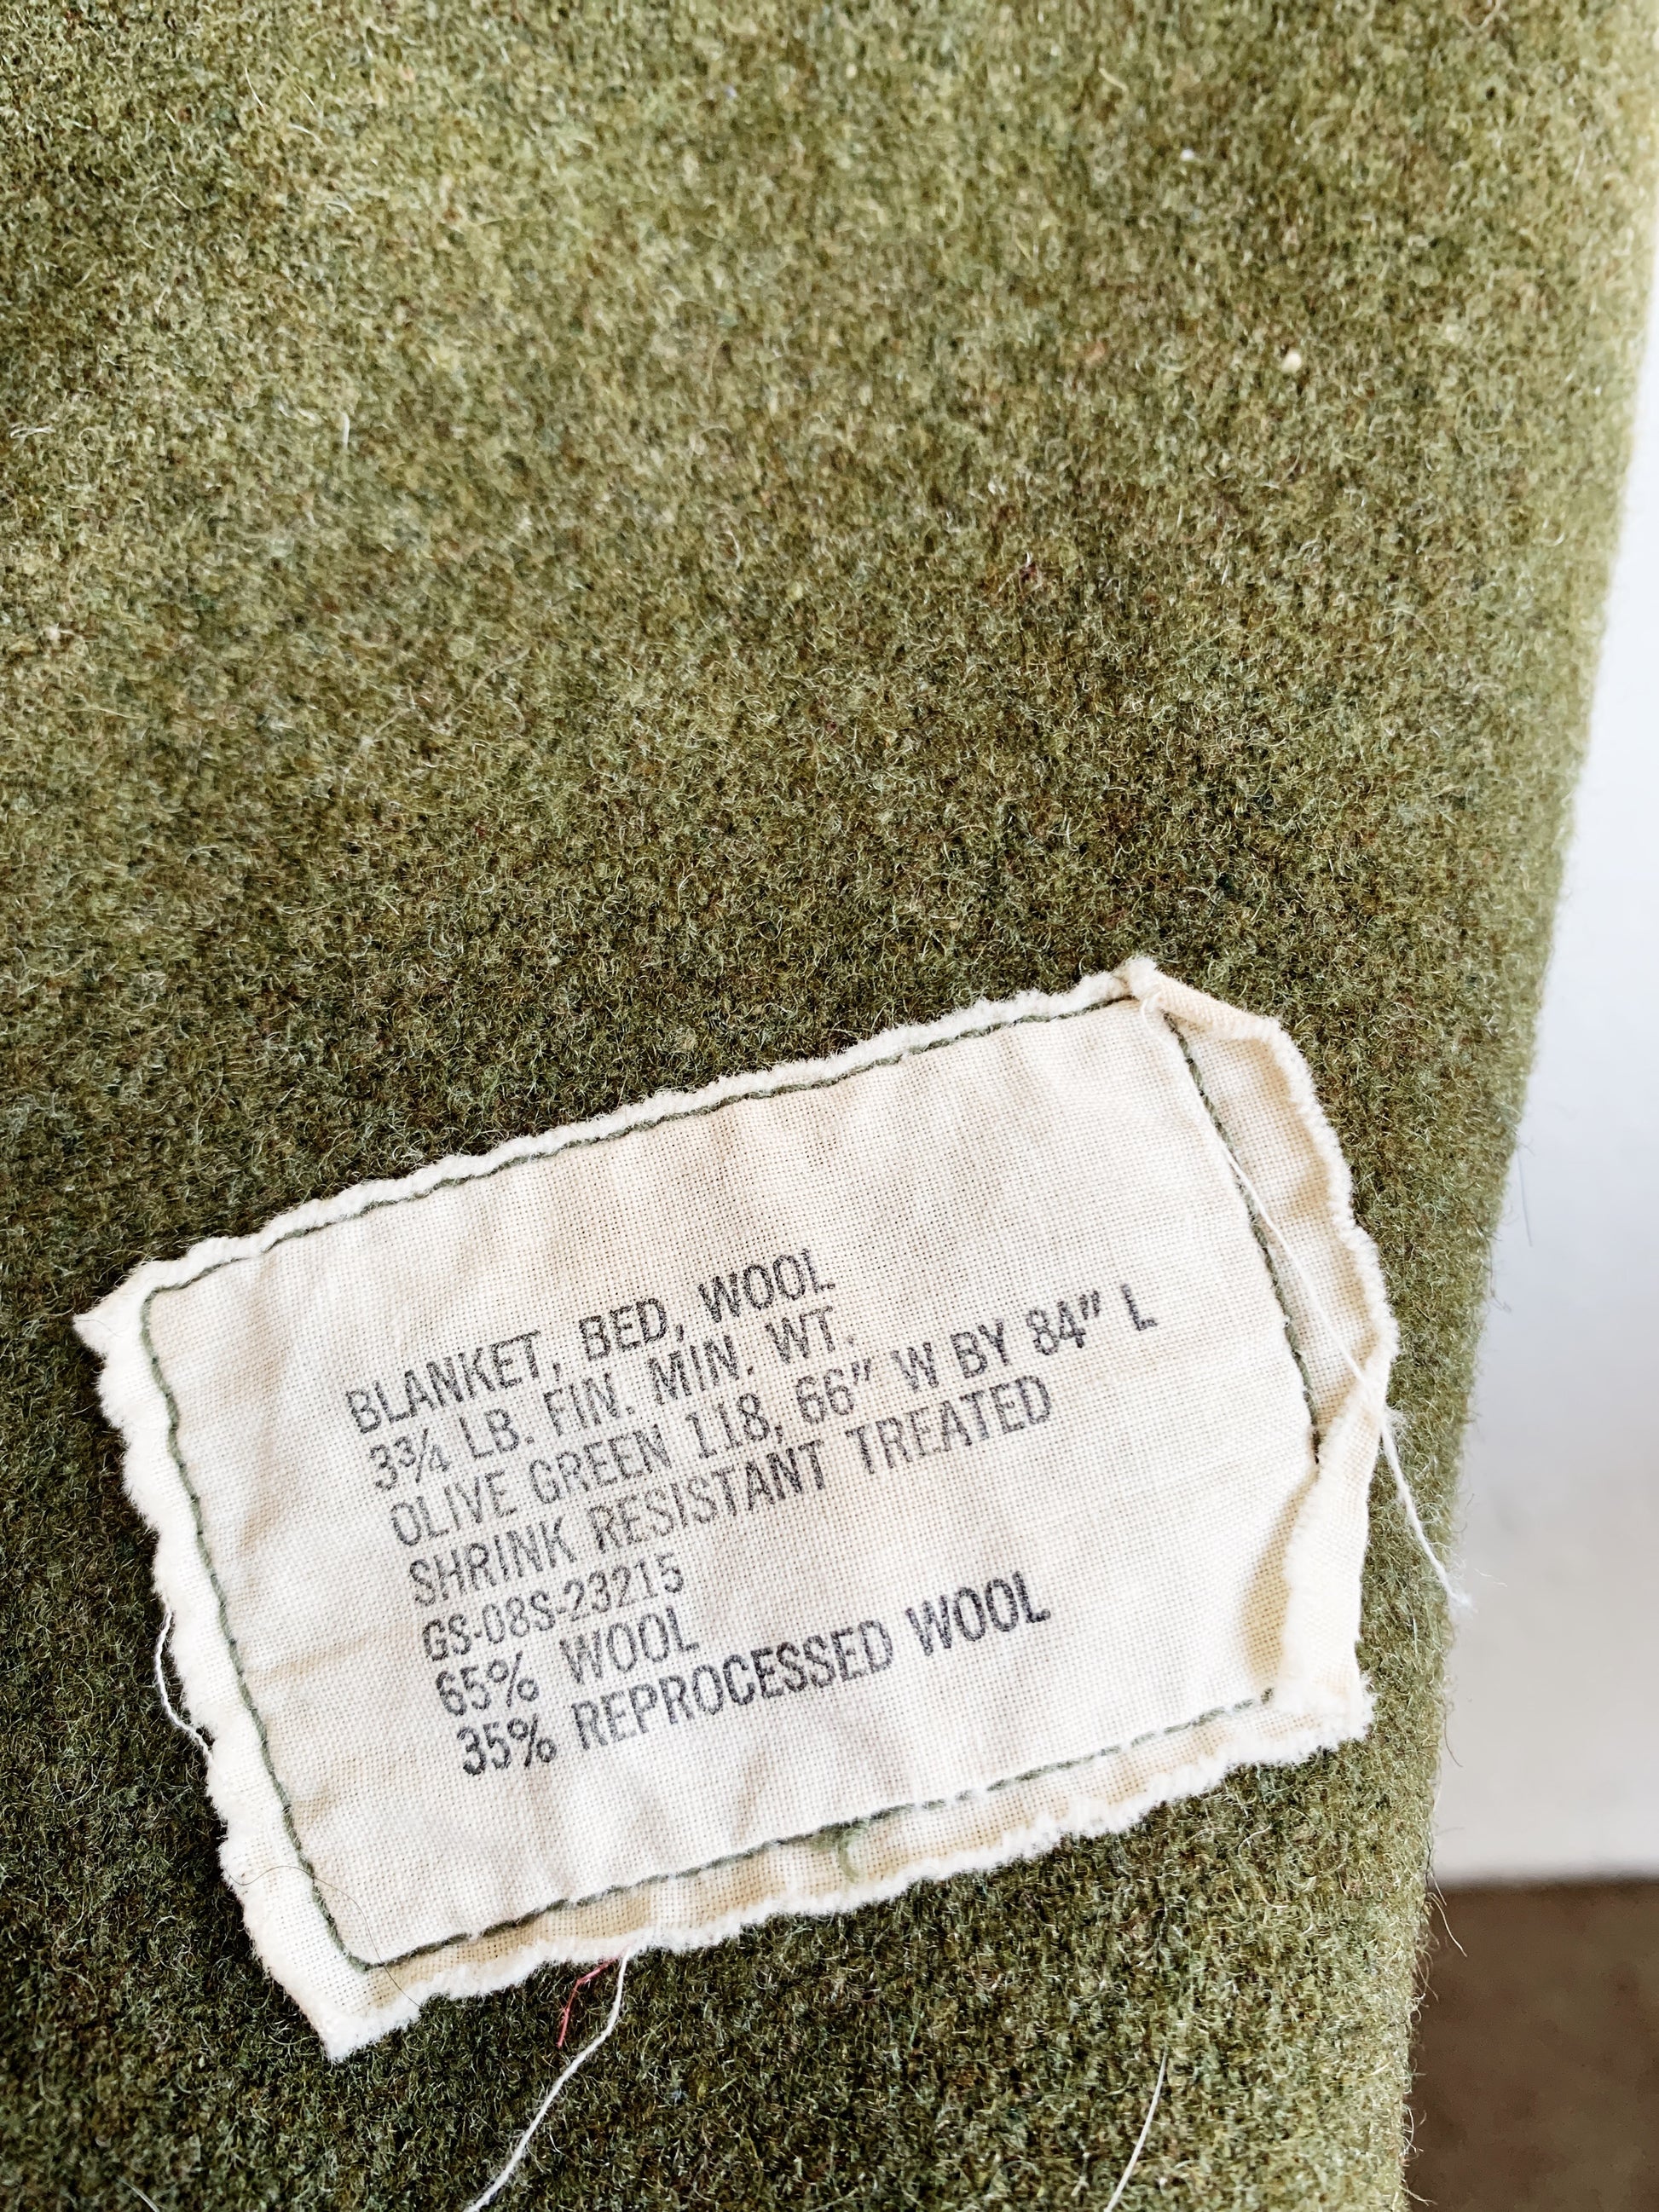 BLANKET, BED, WOOL
3¾ LB. FIN. MIN. WT.
OLIVE GREEN 118, 66" W BY 84" L
SHRINK RESISTANT TREATED
GS-08S-23215
65% WOOL
35% REPROCESSED WOOL